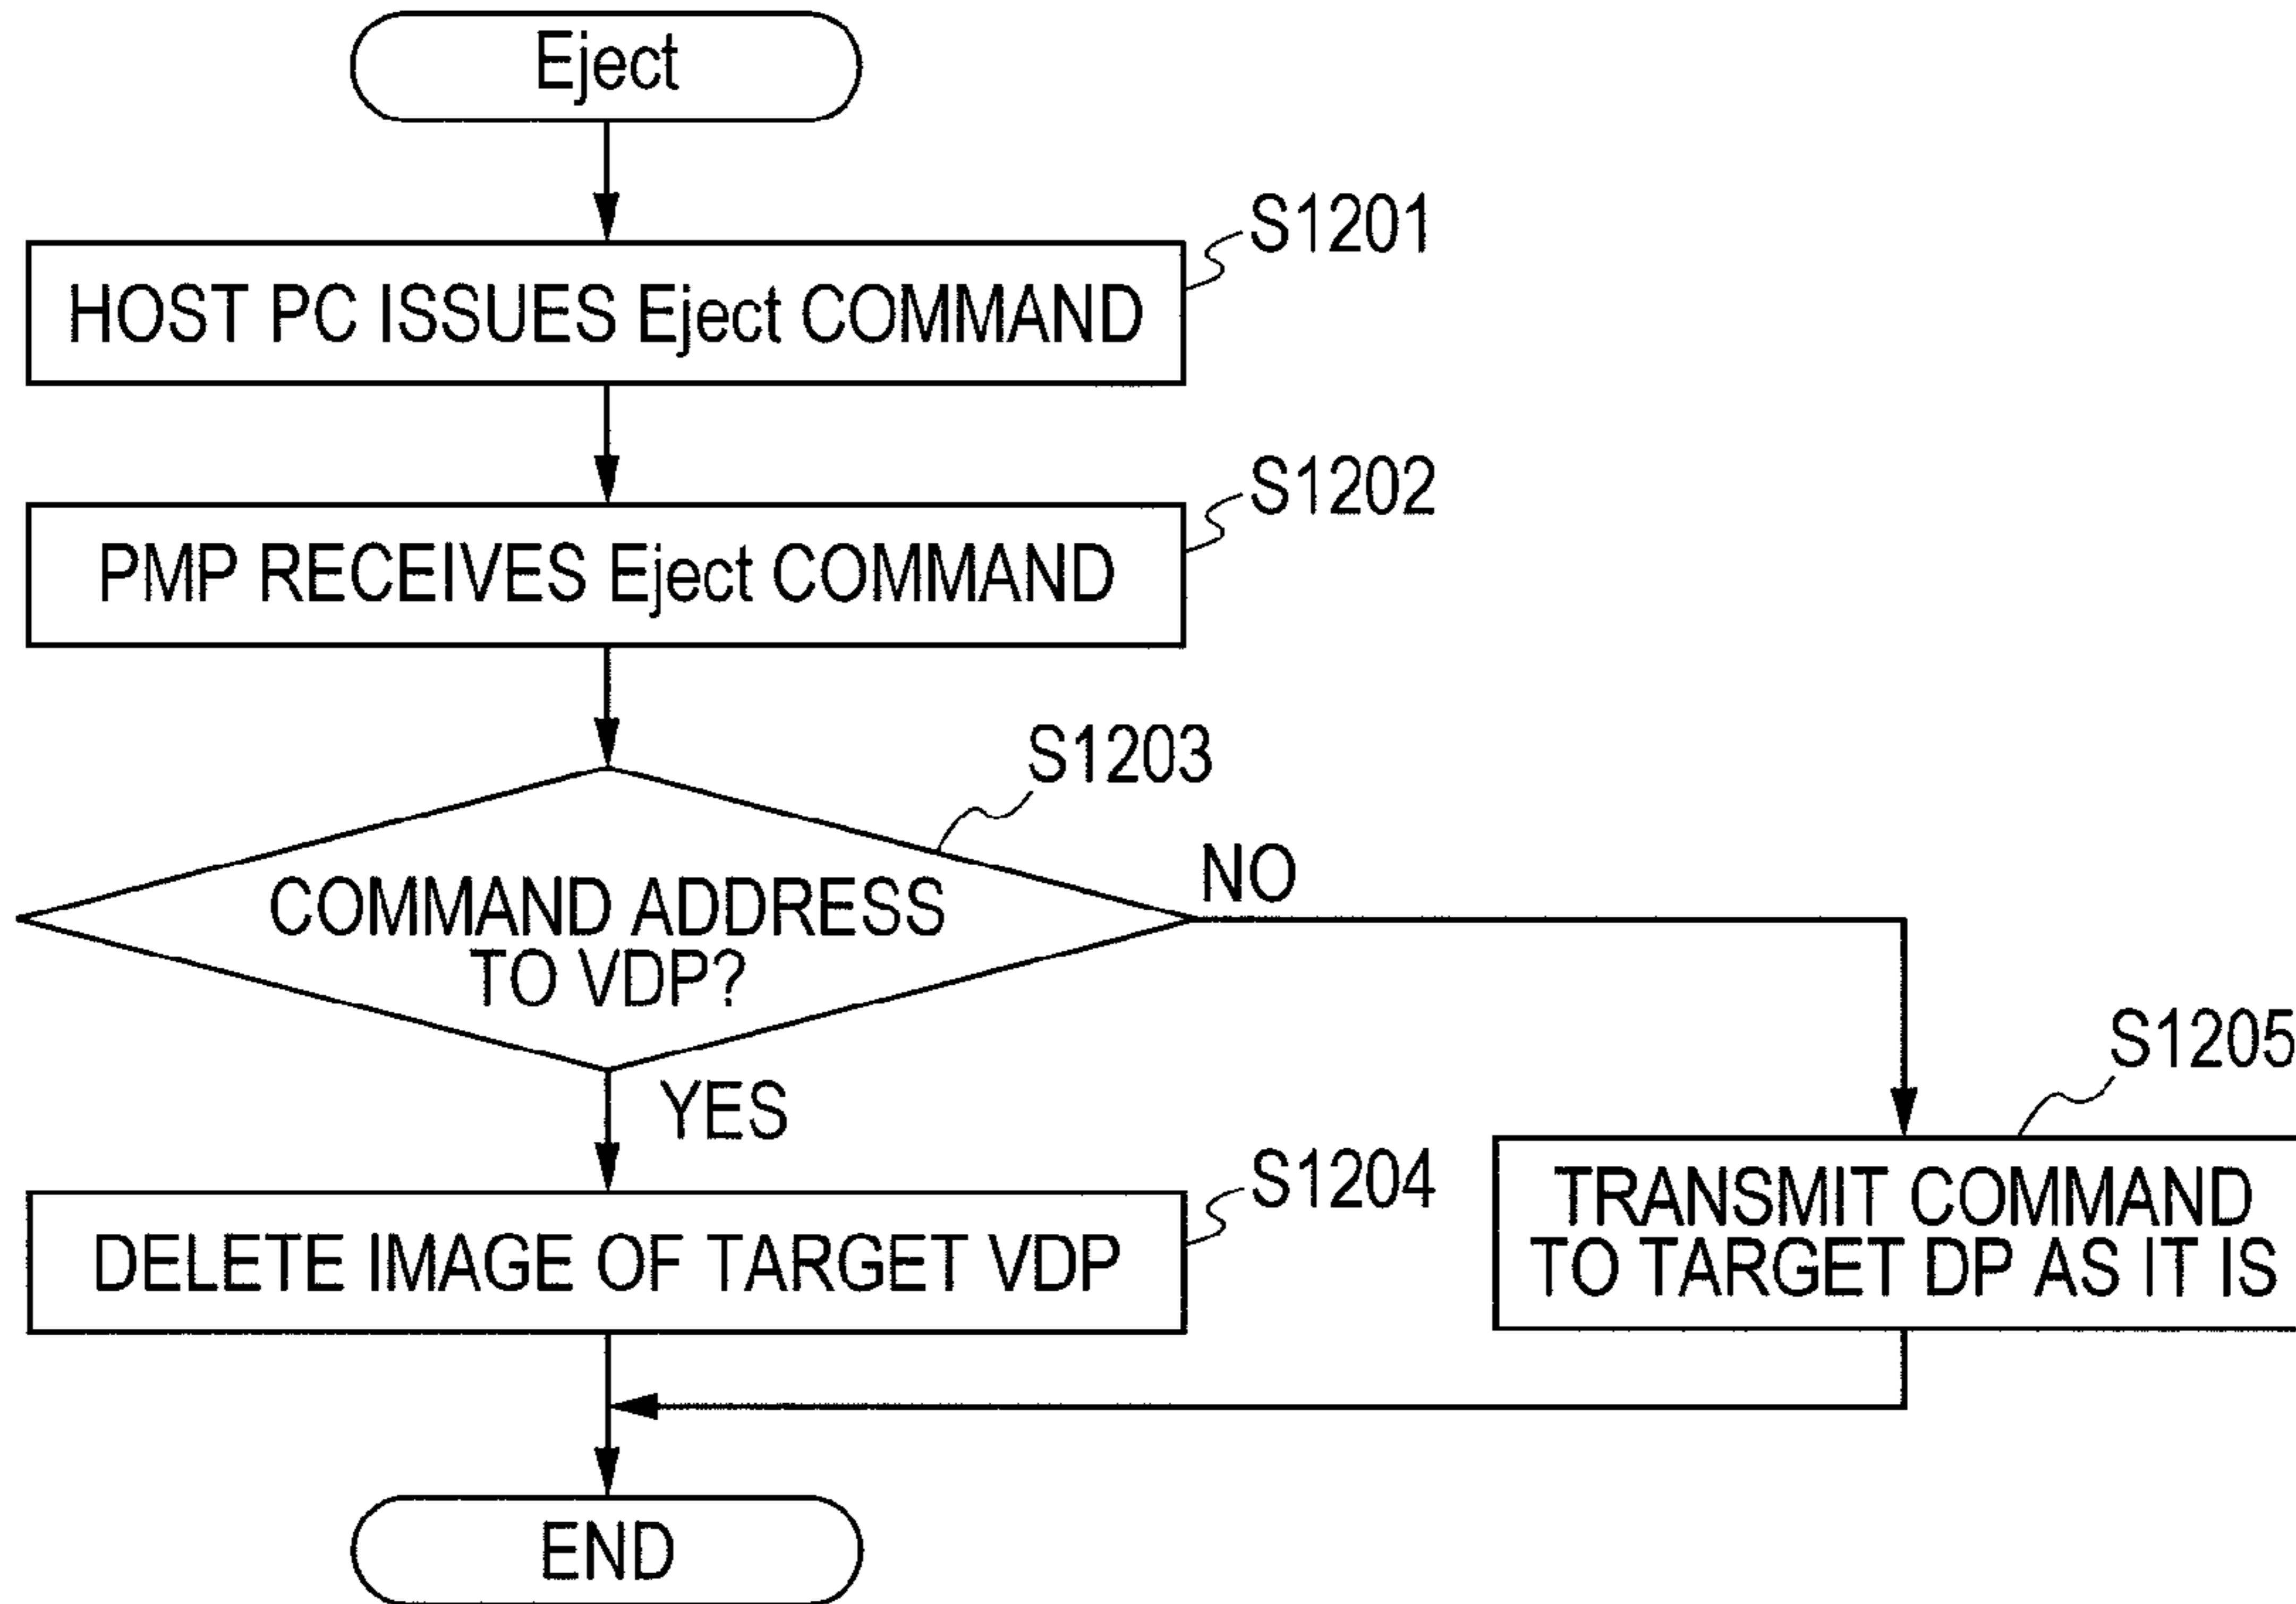 Eject
S1201
HOST PC ISSUES Eject COMMAND
S1202
PMP RECEIVES Eject COMMAND
S1203
COMMAND ADDRESS
TO VDP?
NO
YES
S1204
DELETE IMAGE OF TARGET VDP
S1205
TRANSMIT COMMAND
TO TARGET DP AS IT IS
END